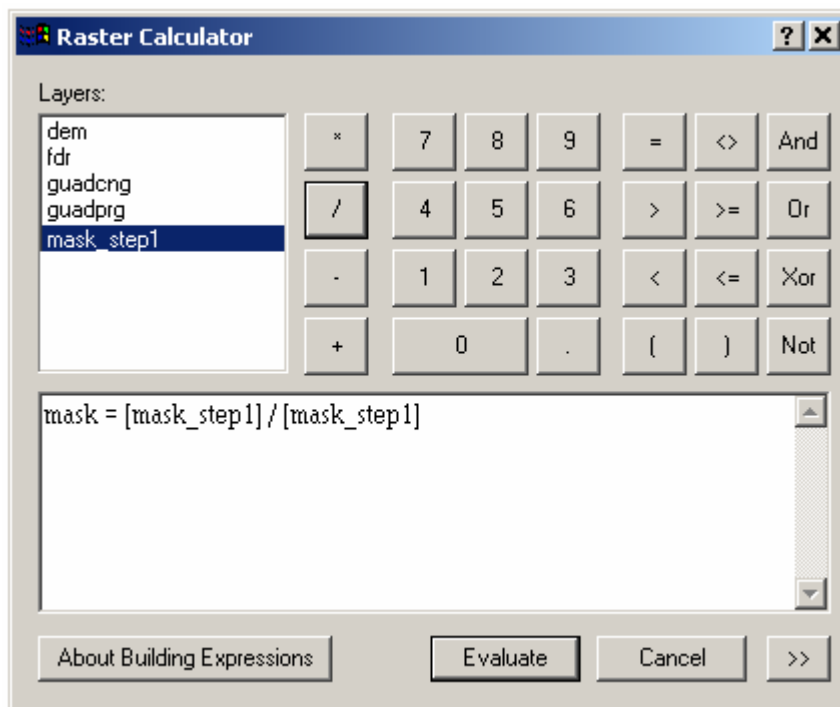 Raster Calculator
? X
Layers:
dem
fdr
guadcng
guadprg
mask_step1
* 7 8 9 = <> And
/ 4 5 6 > >= Or
- 1 2 3 < <= Xor
+ 0 . ( ) Not
mask = [mask_step1] / [mask_step1]
About Building Expressions Evaluate Cancel >>